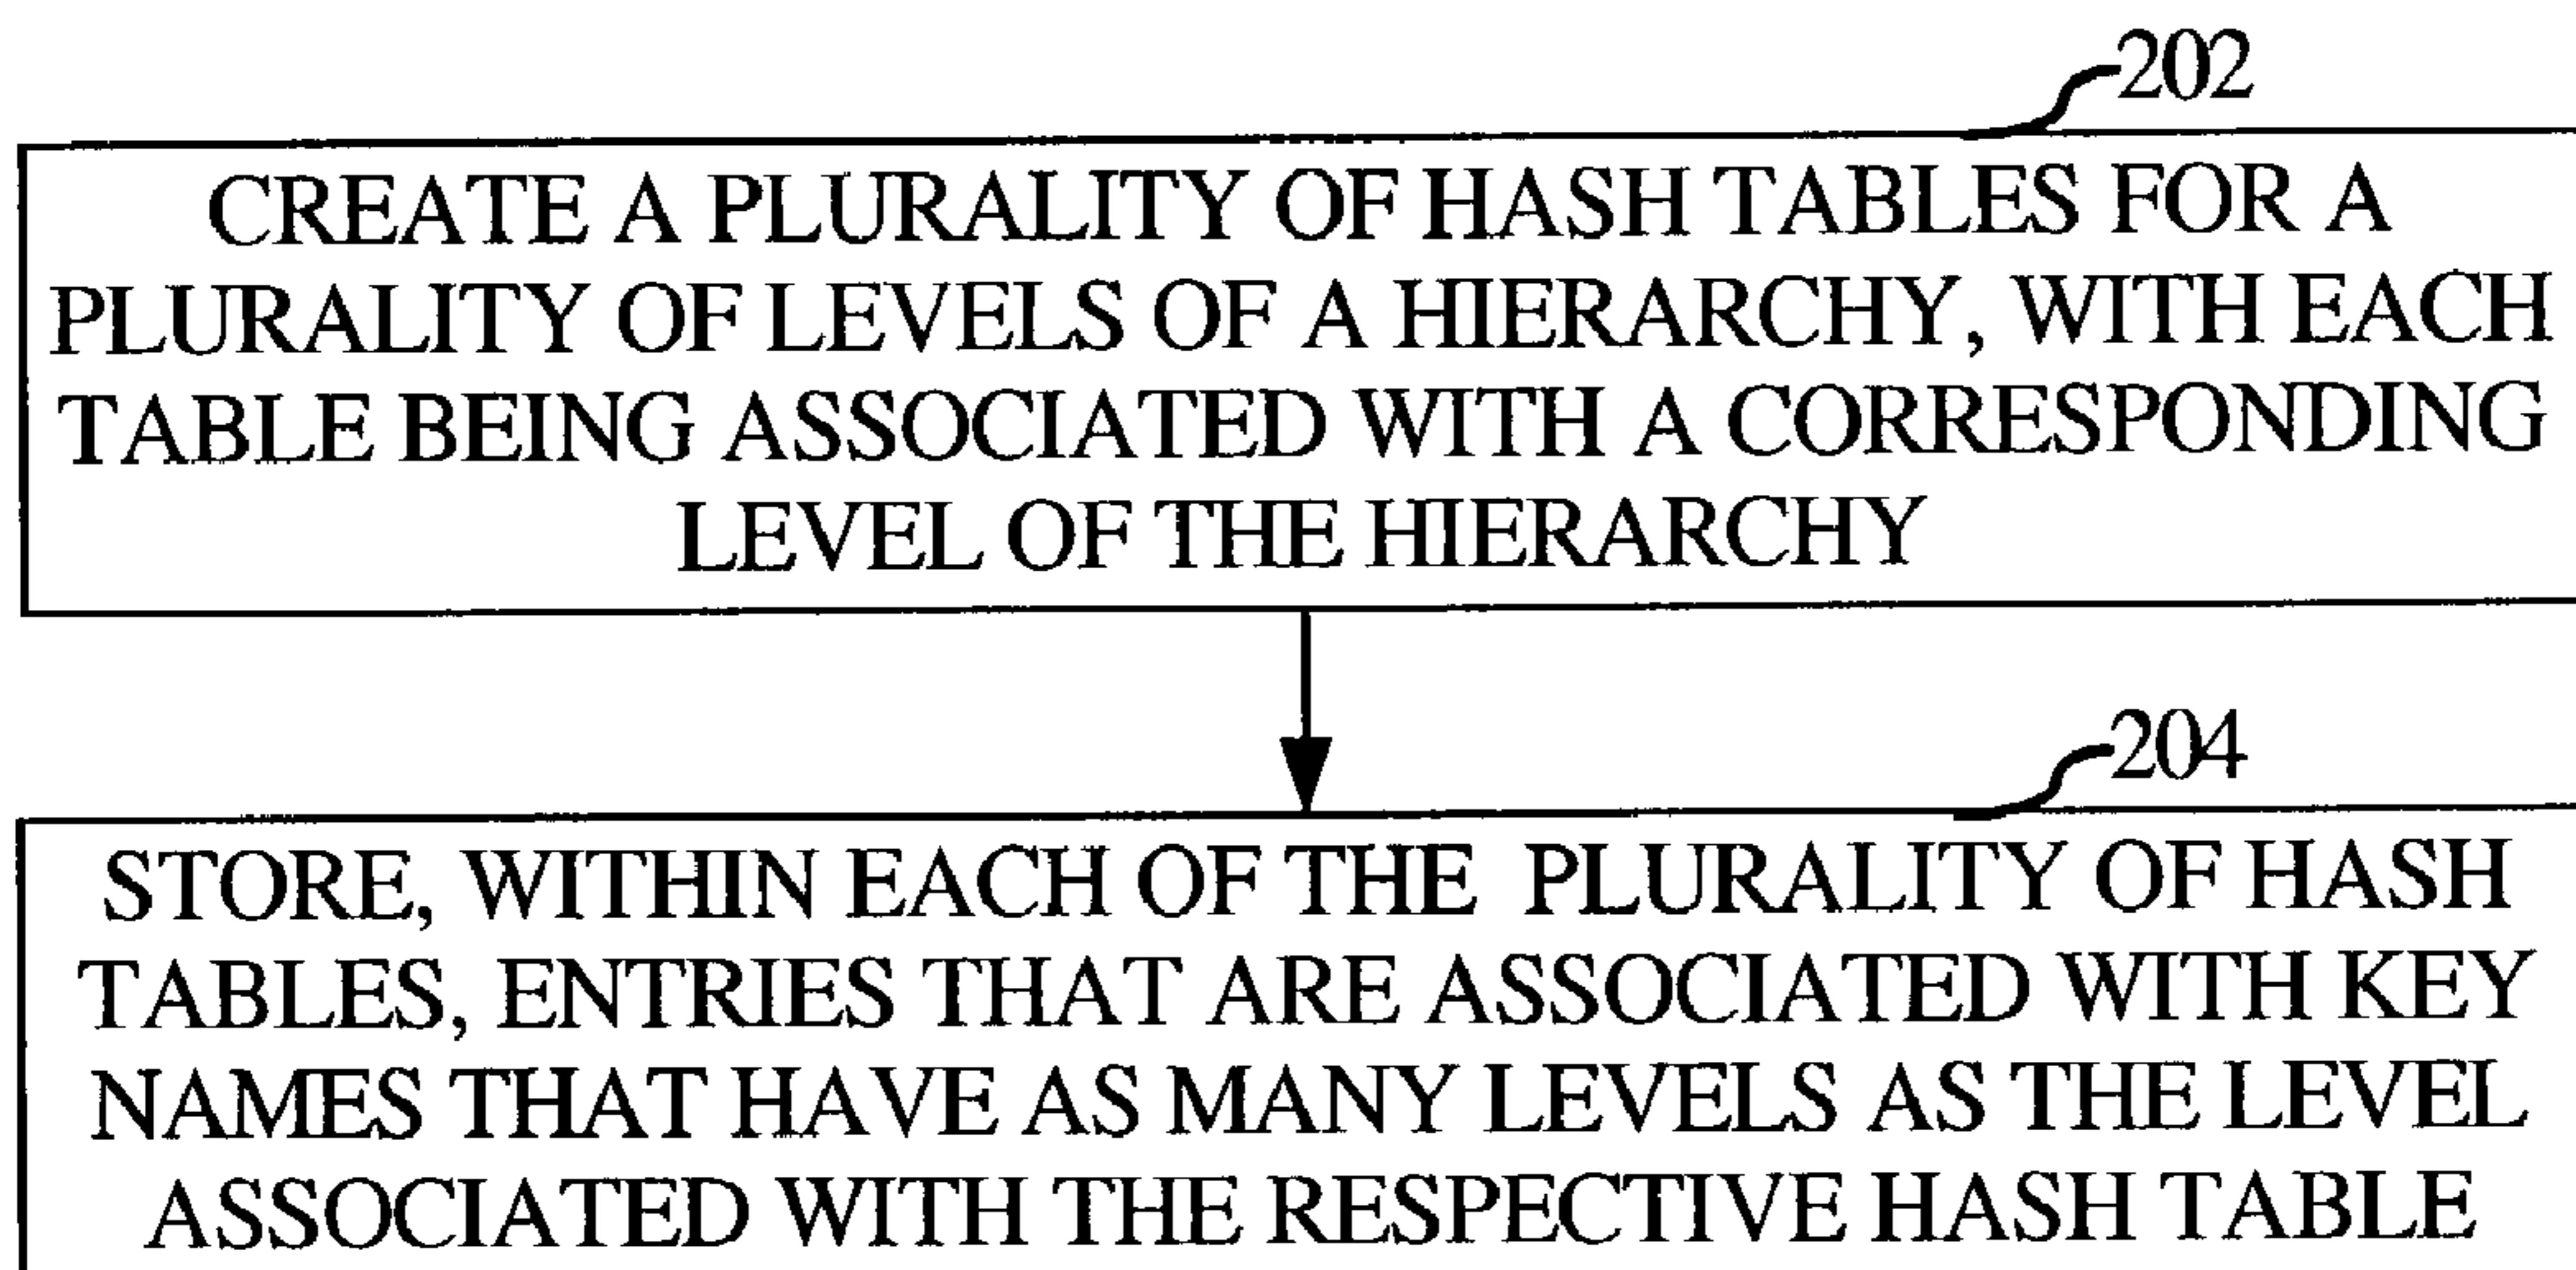 202
CREATE A PLURALITY OF HASH TABLES FOR A
PLURALITY OF LEVELS OF A HIERARCHY, WITH EACH
TABLE BEING ASSOCIATED WITH A CORRESPONDING
LEVEL OF THE HIERARCHY
204
STORE, WITHIN EACH OF THE PLURALITY OF HASH
TABLES, ENTRIES THAT ARE ASSOCIATED WITH KEY
NAMES THAT HAVE AS MANY LEVELS AS THE LEVEL
ASSOCIATED WITH THE RESPECTIVE HASH TABLE